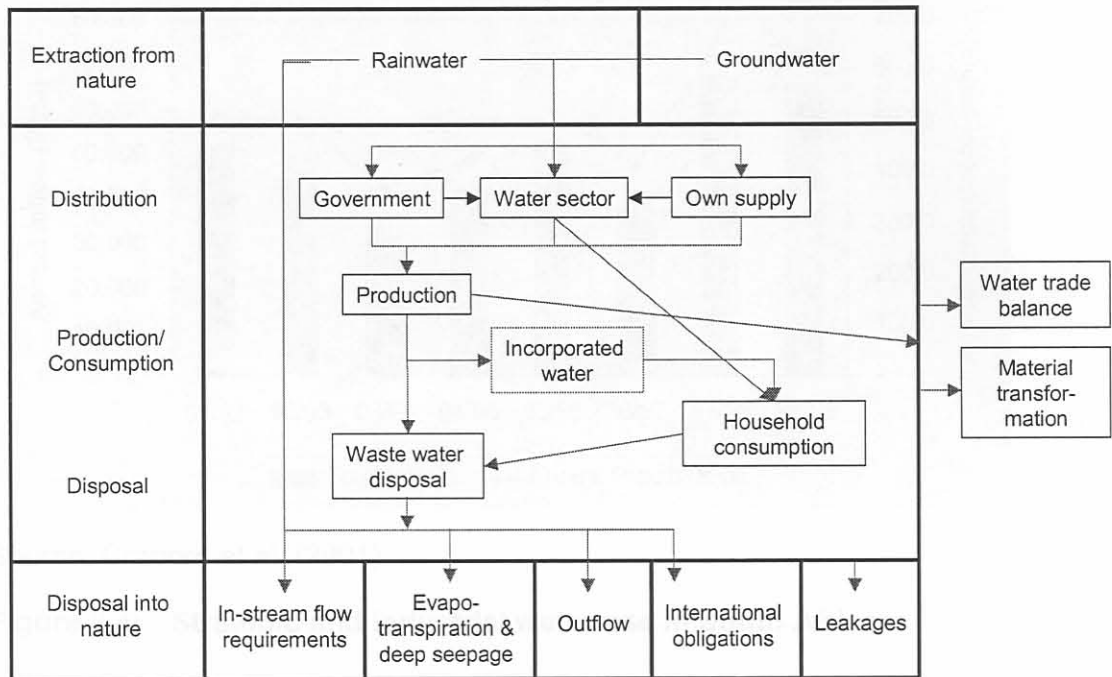 Extraction from
nature
Rainwater
Groundwater
Distribution
Government
Water sector
Own supply
Production
Water trade
balance
Production/
Consumption
Incorporated
water
Material
transfor-
mation
Household
consumption
Waste water
disposal
Disposal
Disposal into
nature
In-stream flow
requirements
Evapo-
transpiration &
deep seepage
Outflow
International
obligations
Leakages